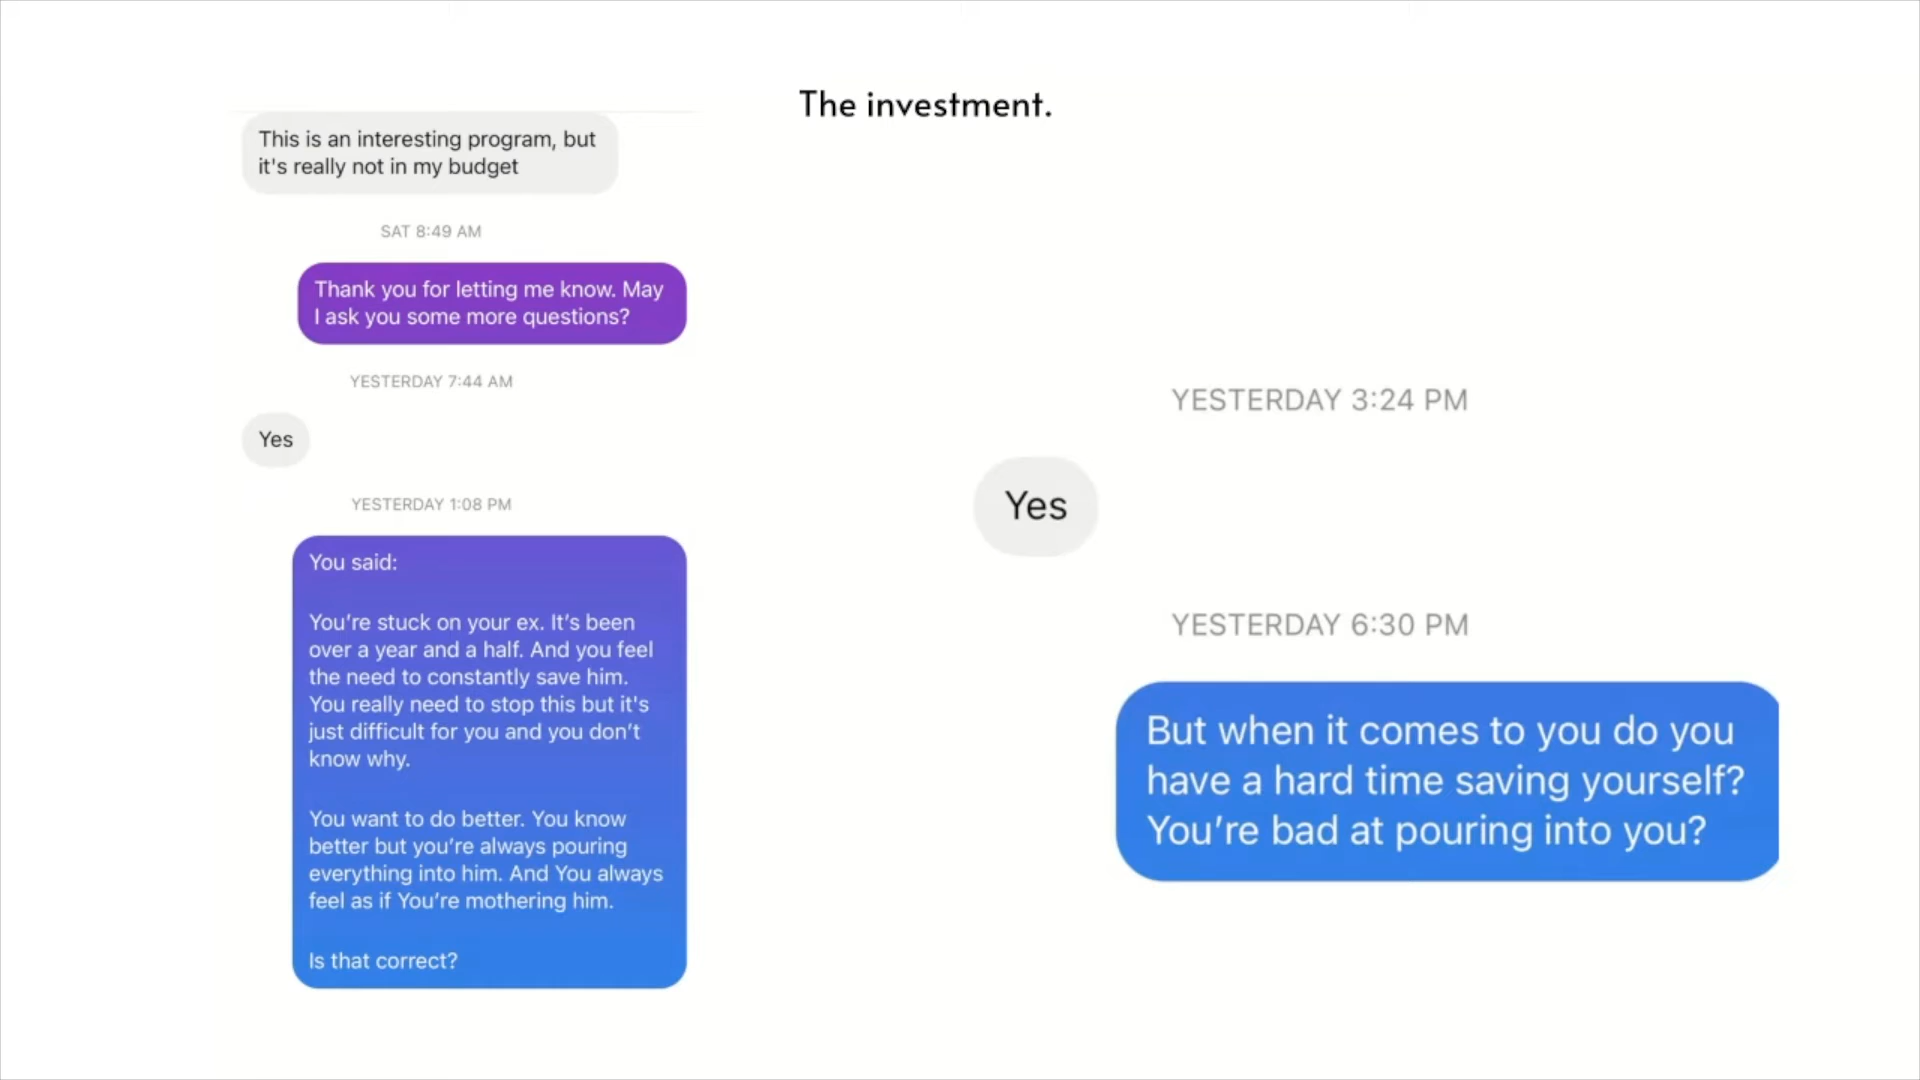 The investment.
This is an interesting program, but
it's really not in my budget
SAT 8:49 AM
Thank you for letting me know. May
I ask you some more questions?
YESTERDAY 7:44 AM
Yes
YESTERDAY 1:08 PM
You said:
You’re stuck on your ex. It’s been
over a year and a half. And you feel
the need to constantly save him.
You really need to stop this but it's
just difficult for you and you don’t
know why.
You want to do better. You know
better but you’re always pouring
everything into him. And You always
feel as if You’re mothering him.
Is that correct?
YESTERDAY 3:24 PM
Yes
YESTERDAY 6:30 PM
But when it comes to you do you
have a hard time saving yourself?
You’re bad at pouring into you?